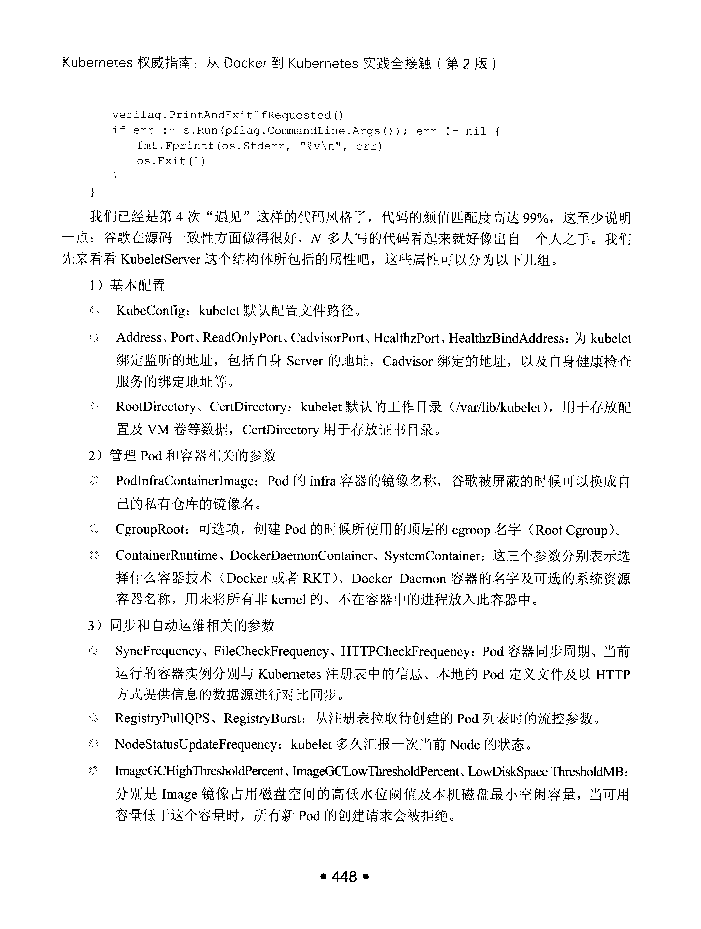 Kubernetes 权威指南：从 Docker 到 Kubernetes 实践全接触（第 2 版）
verflag.PrintAndExitIfRequested()
if err := s.Run(pflag.CommandLine.Args()); err != nil {
fmt.Fprintf(os.Stderr, "%v\n", err)
os.Exit(1)
}
}
我们已经是第 4 次“遇见”这样的代码风格了，代码的颜值匹配度高达 99%，这至少说明
一点：谷歌在源码一致性方面做得很好，N 多人写的代码看起来就好像出自一个人之手。我们
先来看看 KubeletServer 这个结构体所包括的属性吧，这些属性可以分为以下几组。
1）基本配置
◎ KubeConfig：kubelet 默认配置文件路径。
◎ Address、Port、ReadOnlyPort、CadvisorPort、HealthzPort、HealthzBindAddress：为 kubelet
绑定监听的地址，包括自身 Server 的地址，Cadvisor 绑定的地址，以及自身健康检查
服务的绑定地址等。
◎ RootDirectory、CertDirectory：kubelet 默认的工作目录（/var/lib/kubelet），用于存放配
置及 VM 卷等数据，CertDirectory 用于存放证书目录。
2）管理 Pod 和容器相关的参数
◎ PodInfraContainerImage：Pod 的 infra 容器的镜像名称，谷歌被屏蔽的时候可以换成自
己的私有仓库的镜像名。
◎ CgroupRoot：可选项，创建 Pod 的时候所使用的顶层的 cgroup 名字（Root Cgroup）。
◎ ContainerRuntime、DockerDaemonContainer、SystemContainer：这三个参数分别表示选
择什么容器技术（Docker 或者 RKT）、Docker Daemon 容器的名字及可选的系统资源
容器名称，用来将所有非 kernel 的、不在容器中的进程放入此容器中。
3）同步和自动运维相关的参数
◎ SyncFrequency、FileCheckFrequency、HTTPCheckFrequency：Pod 容器同步周期、当前
运行的容器实例分别与 Kubernetes 注册表中的信息、本地的 Pod 定义文件及以 HTTP
方式提供信息的数据源进行对比同步。
◎ RegistryPullQPS、RegistryBurst：从注册表拉取待创建的 Pod 列表时的流控参数。
◎ NodeStatusUpdateFrequency：kubelet 多久汇报一次当前 Node 的状态。
◎ ImageGCHighThresholdPercent、ImageGCLowThresholdPercent、LowDiskSpace ThresholdMB：
分别是 Image 镜像占用磁盘空间的高低水位阈值及本机磁盘最小空闲容量，当可用
容量低于这个容量时，所有新 Pod 的创建请求会被拒绝。
• 448 •